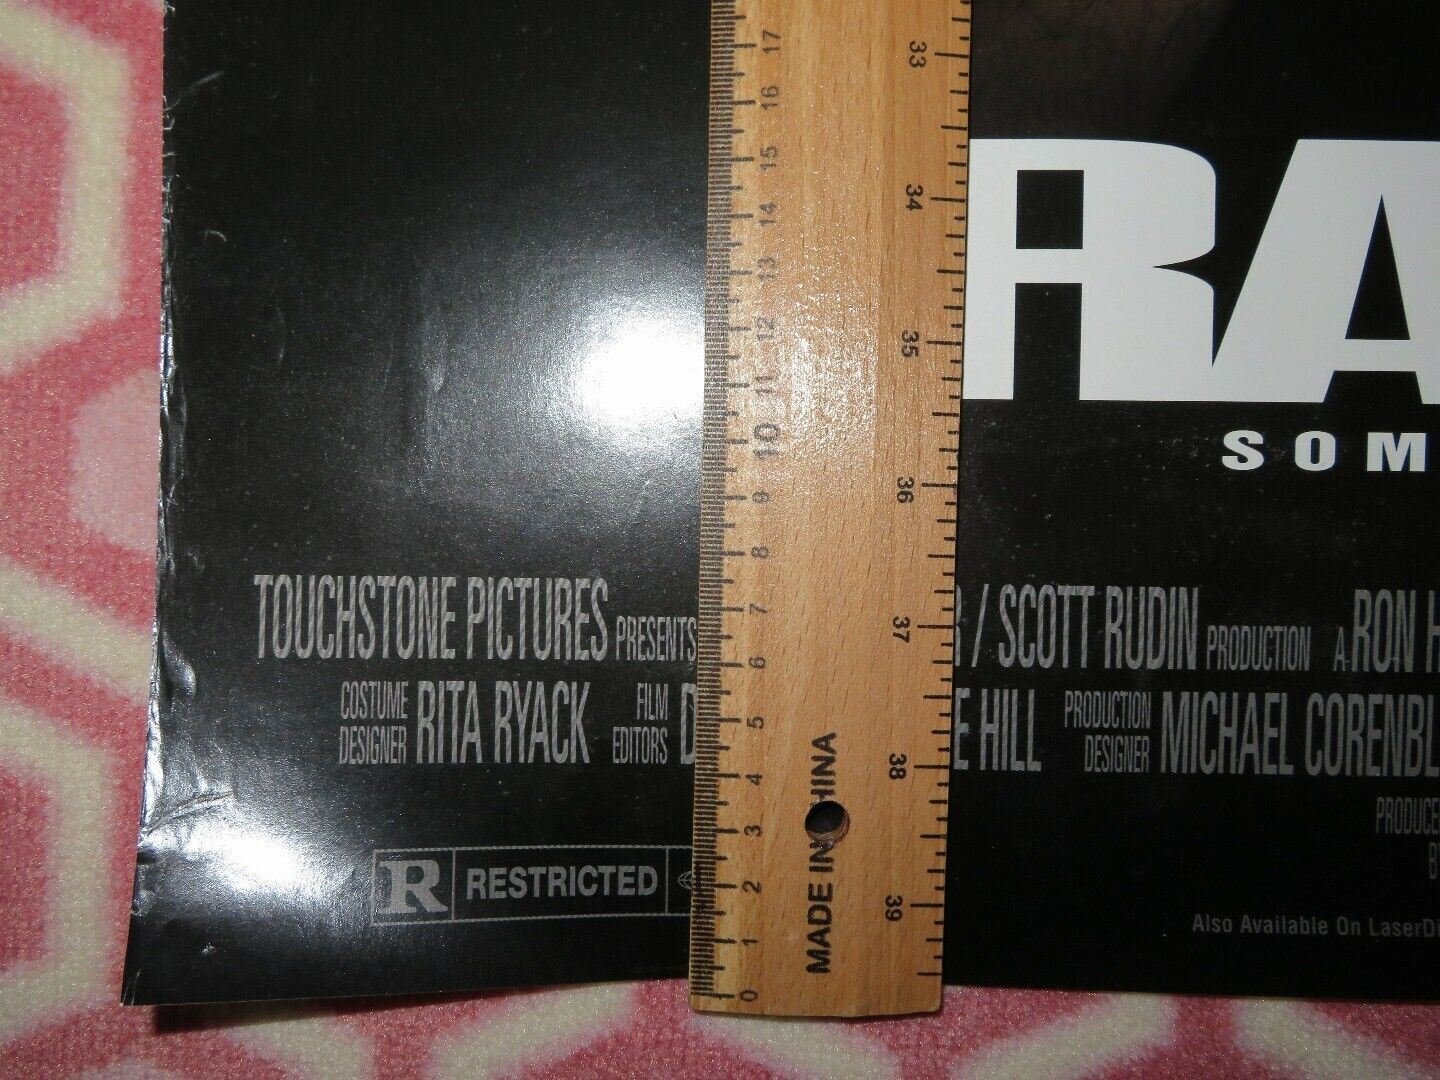 17 33
16
15
14 34
13
12 35
11
10
9 36
8
7 37
6
5
4 38
3
2 39
1
0
MADE IN CHINA
RA
SOM
TOUCHSTONE PICTURES PRESENTS / SCOTT RUDIN PRODUCTION A RON H
COSTUME DESIGNER RITA RYACK FILM EDITORS D E HILL PRODUCTION DESIGNER MICHAEL CORENBL
PRODUCE
B
R RESTRICTED
Also Available On LaserDi